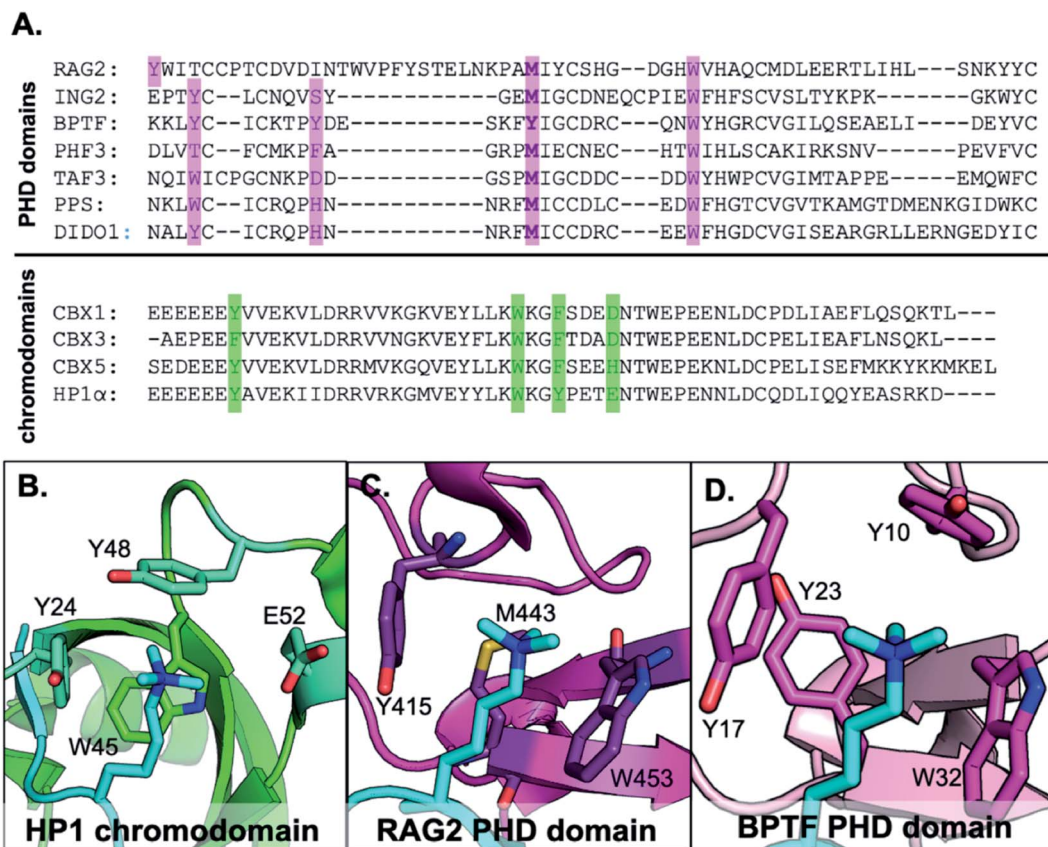 A.
PHD domains
RAG2: YWITCCPTCDVDINTWVPFYSTELNKPAMIYCSHG--DGHWVHAQCMDLEERTLIHL---SNKYYC
ING2: EPTYC--LCNQVSY------------GEMIGCDNEQCPIEWFHFSCVSLTYKPK-------GKWYC
BPTF: KKLYC--ICKTPYDE----------SKFYIGCDRC---QNWYHGRCVGILQSEAELI----DEYVC
PHF3: DLVTC--FCMKPFA-----------GRPMIECNEC---HTWIHLSCAKIRKSNV------PEVFVC
TAF3: NQIWICPGCNKPDD-----------GSPMIGCDDC---DDWYHWPCVGIMTAPPE-----EMQWFC
PPS: NKLWC--ICRQPHN-----------NRFMICCDLC---EDWFHGTCVGVTKAMGTDMENKGIDWKC
DIDO1: NALYC--ICRQPHN-----------NRFMICCDRC---EEWFHGDCVGISEARGRLLERNGEDYIC
chromodomains
CBX1: EEEEEEYVVEKVLDRRVVKGKVEYLLKWKGFSDEDNTWEPEENLDCPDLIAEFLQSQKTL---
CBX3: -AEPEEFVVEKVLDRRVVNGKVEYFLKWKGFTDADNTWEPEENLDCPELIEAFLNSQKL----
CBX5: SEDEEEYVVEKVLDRRMVKGQVEYLLKWKGFSEEHNTWEPEKNLDCPELISEFMKKYKKMKEL
HP1α: EEEEEEYAVEKIIDRRVRKGMVEYYLKWKGYPETENTWEPENNLDCQDLIQQYEASRKD----
B.
Y48
Y24
E52
W45
HP1 chromodomain
C.
M443
Y415
W453
RAG2 PHD domain
D.
Y10
Y23
Y17
W32
BPTF PHD domain